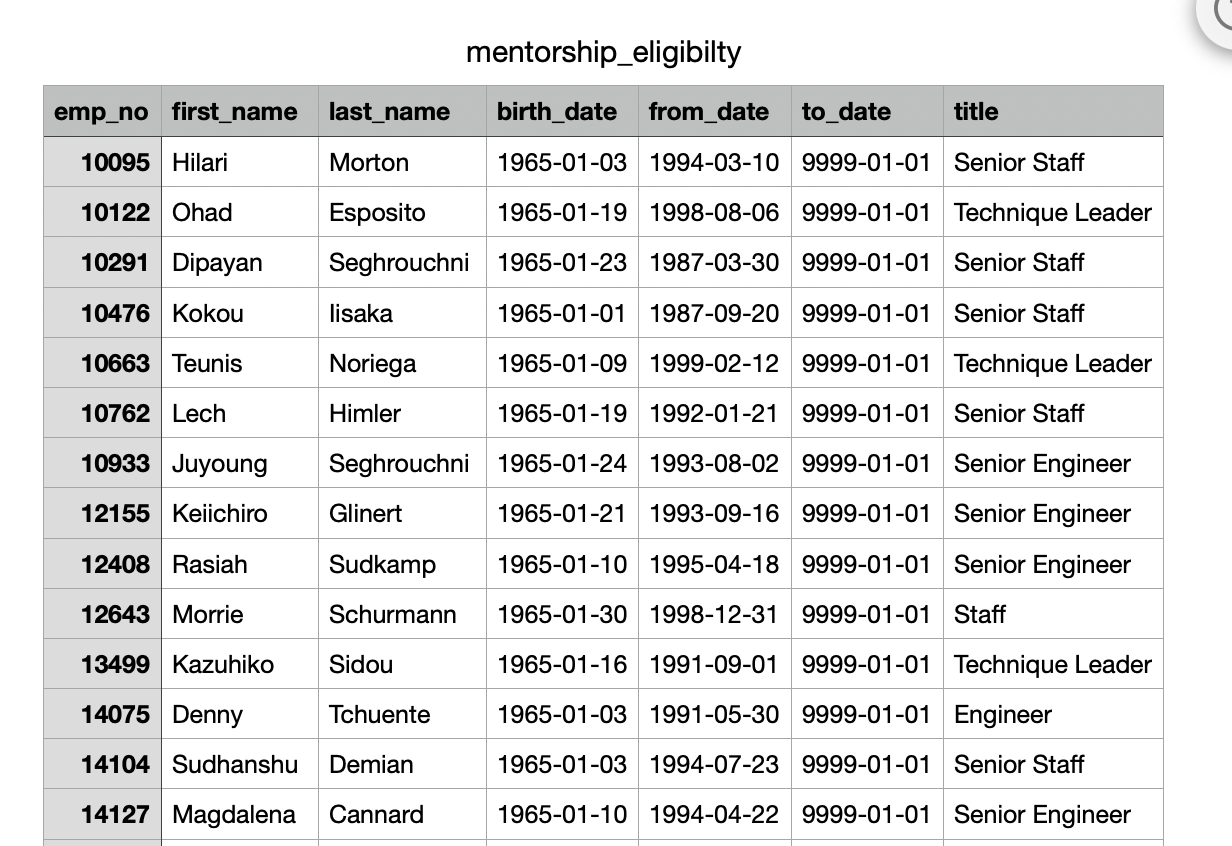 mentorship_eligibilty
emp_no first_name last_name birth_date from_date to_date title
10095 Hilari Morton 1965-01-03 1994-03-10 9999-01-01 Senior Staff
10122 Ohad Esposito 1965-01-19 1998-08-06 9999-01-01 Technique Leader
10291 Dipayan Seghrouchni 1965-01-23 1987-03-30 9999-01-01 Senior Staff
10476 Kokou Iisaka 1965-01-01 1987-09-20 9999-01-01 Senior Staff
10663 Teunis Noriega 1965-01-09 1999-02-12 9999-01-01 Technique Leader
10762 Lech Himler 1965-01-19 1992-01-21 9999-01-01 Senior Staff
10933 Juyoung Seghrouchni 1965-01-24 1993-08-02 9999-01-01 Senior Engineer
12155 Keiichiro Glinert 1965-01-21 1993-09-16 9999-01-01 Senior Engineer
12408 Rasiah Sudkamp 1965-01-10 1995-04-18 9999-01-01 Senior Engineer
12643 Morrie Schurmann 1965-01-30 1998-12-31 9999-01-01 Staff
13499 Kazuhiko Sidou 1965-01-16 1991-09-01 9999-01-01 Technique Leader
14075 Denny Tchuente 1965-01-03 1991-05-30 9999-01-01 Engineer
14104 Sudhanshu Demian 1965-01-03 1994-07-23 9999-01-01 Senior Staff
14127 Magdalena Cannard 1965-01-10 1994-04-22 9999-01-01 Senior Engineer